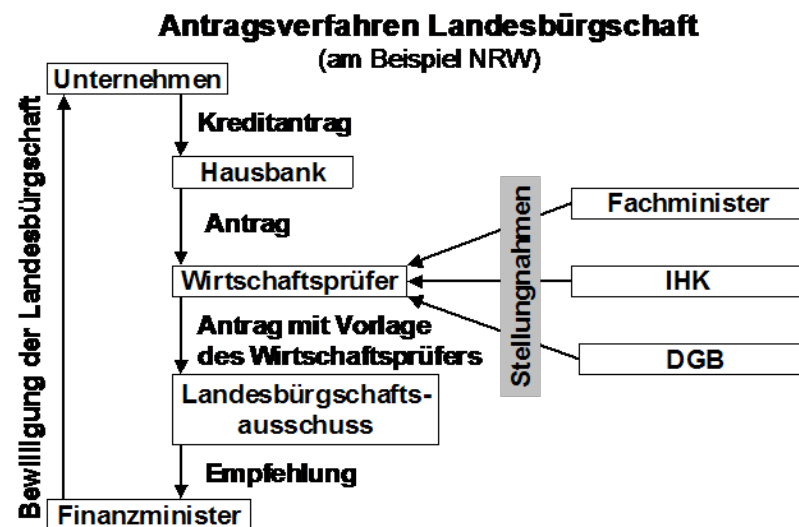 Antragsverfahren Landesbürgschaft
(am Beispiel NRW)
Unternehmen
Kreditantrag
Hausbank
Antrag
Wirtschaftsprüfer
Antrag mit Vorlage
des Wirtschaftsprüfers
Landesbürgschafts-
ausschuss
Empfehlung
Finanzminister
Bewilligung der Landesbürgschaft
Stellungnahmen
Fachminister
IHK
DGB